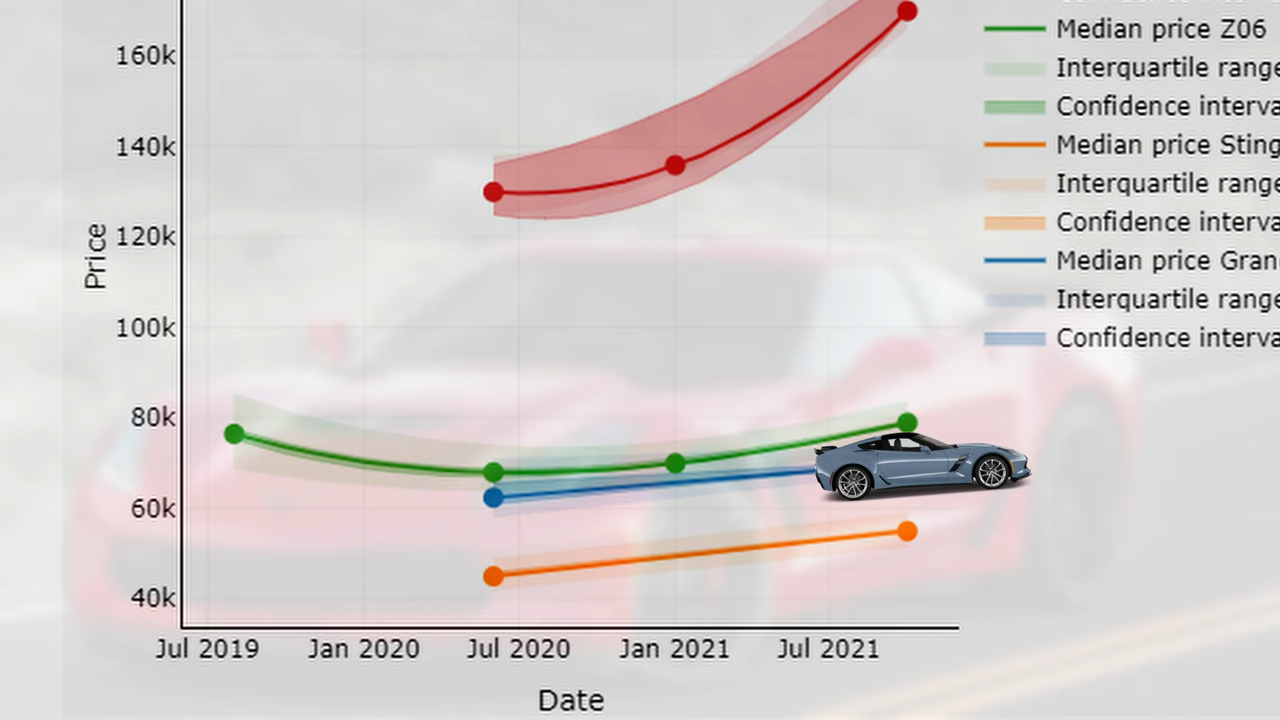 160k
140k
120k
100k
80k
60k
40k
Price
Jul 2019 Jan 2020 Jul 2020 Jan 2021 Jul 2021
Date
Median price Z06
Interquartile range
Confidence interva
Median price Sting
Interquartile range
Confidence interva
Median price Gran
Interquartile range
Confidence interva